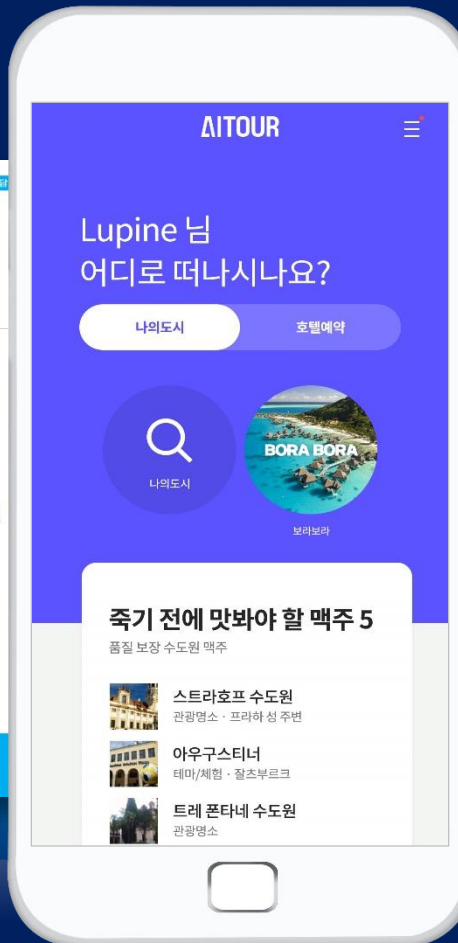 AITOUR
Lupine 님
어디로 떠나시나요?
나의도시
호텔예약
나의도시
BORA BORA
보라보라
죽기 전에 맛봐야 할 맥주 5
품질 보장 수도원 맥주
스트라호프 수도원
관광명소 · 프라하 성 주변
아우구스티너
테마/체험 · 잘츠부르크
트레 폰타네 수도원
관광명소